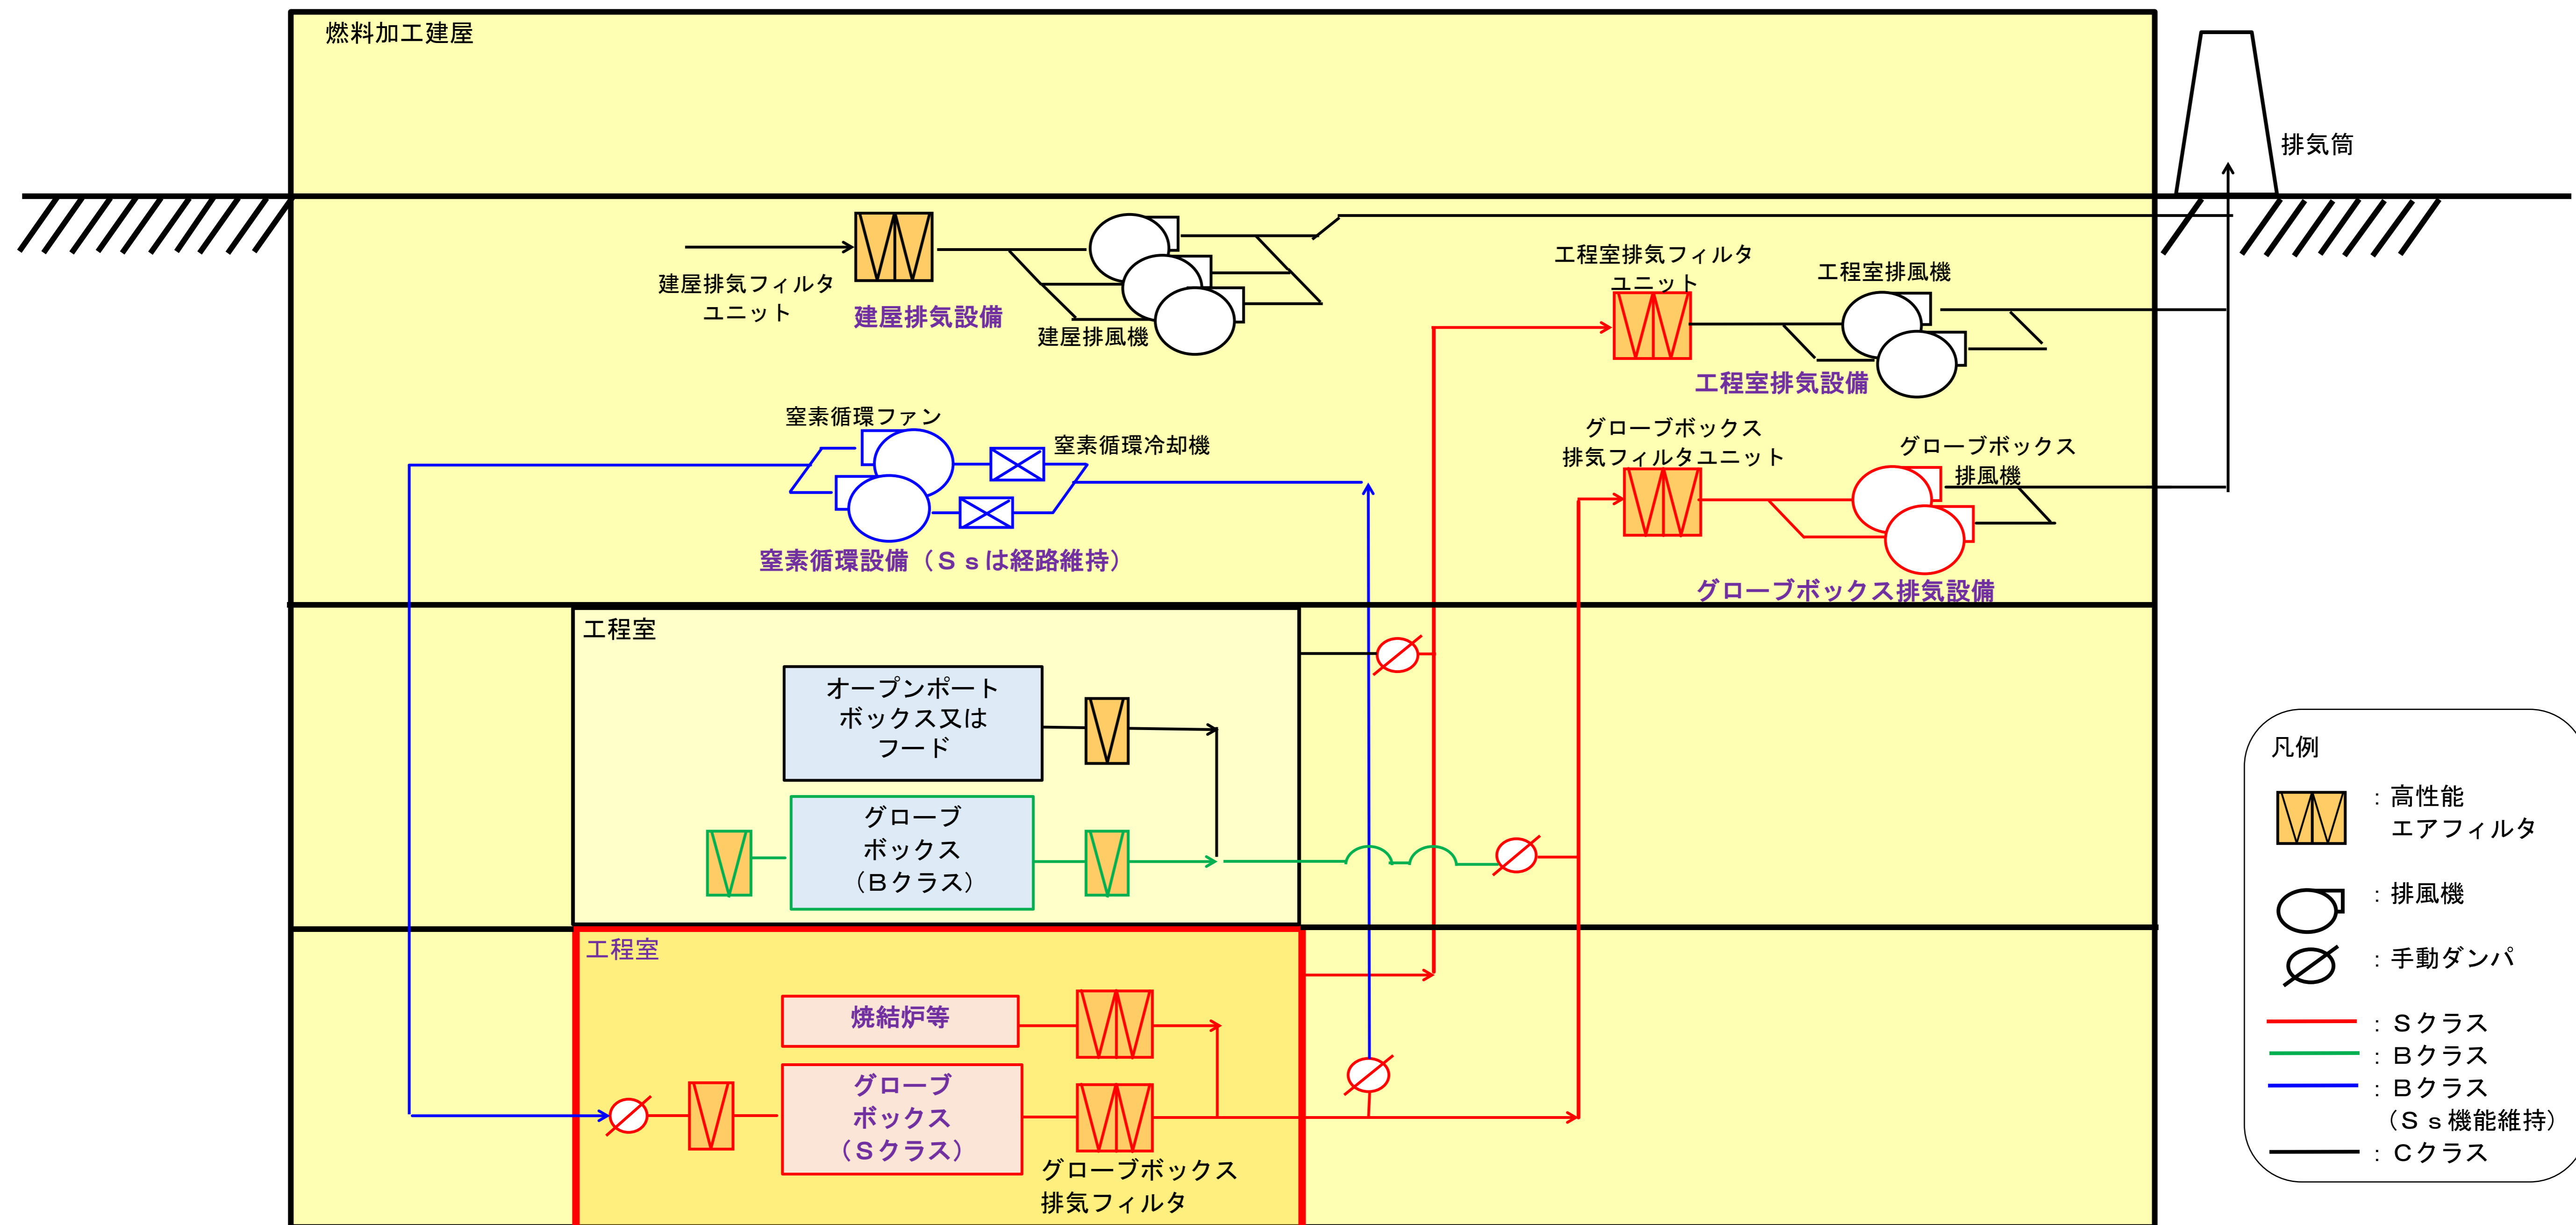 燃料加工建屋
排気筒
建屋排気フィルタ
ユニット
建屋排気設備
建屋排風機
工程室排気フィルタ
ユニット
工程室排風機
工程室排気設備
窒素循環ファン
窒素循環冷却機
窒素循環設備（Ｓｓは経路維持）
グローブボックス
排気フィルタユニット
グローブボックス
排風機
グローブボックス排気設備
工程室
オープンポート
ボックス又は
フード
グローブ
ボックス
（Ｂクラス）
工程室
焼結炉等
グローブ
ボックス
（Ｓクラス）
グローブボックス
排気フィルタ
凡例
：高性能
エアフィルタ
：排風機
：手動ダンパ
：Ｓクラス
：Ｂクラス
：Ｂクラス
（Ｓｓ機能維持）
：Ｃクラス